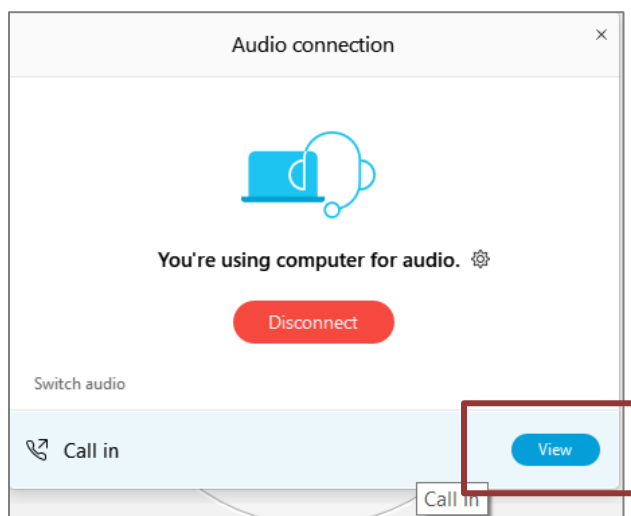 Audio connection
You're using computer for audio.
Disconnect
Switch audio
Call in
View
Call in